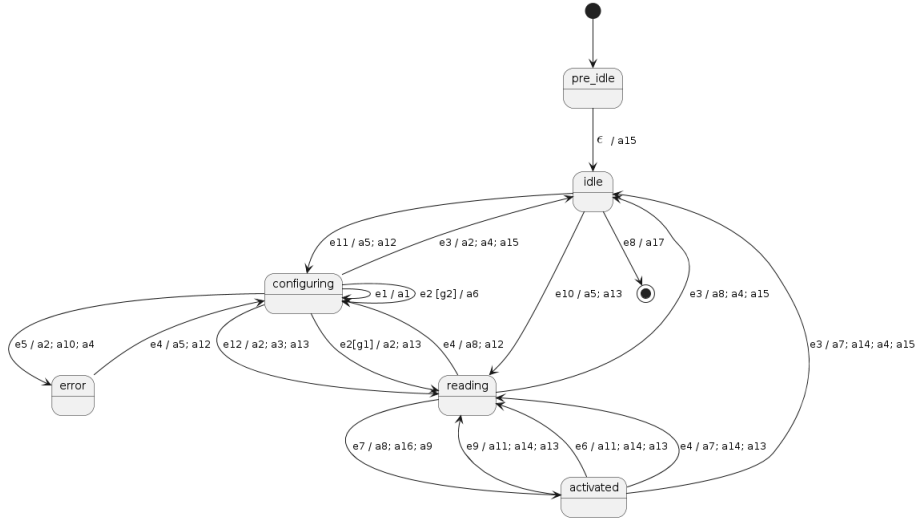 pre_idle
ϵ / a15
idle
e11 / a5; a12
e3 / a2; a4; a15
e8 / a17
configuring
e1 / a1
e2 [g2] / a6
e10 / a5; a13
e3 / a8; a4; a15
e5 / a2; a10; a4
e4 / a5; a12
e12 / a2; a3; a13
e2[g1] / a2; a13
e4 / a8; a12
e3 / a7; a14; a4; a15
error
reading
e7 / a8; a16; a9
e9 / a11; a14; a13
e6 / a11; a14; a13
e4 / a7; a14; a13
activated